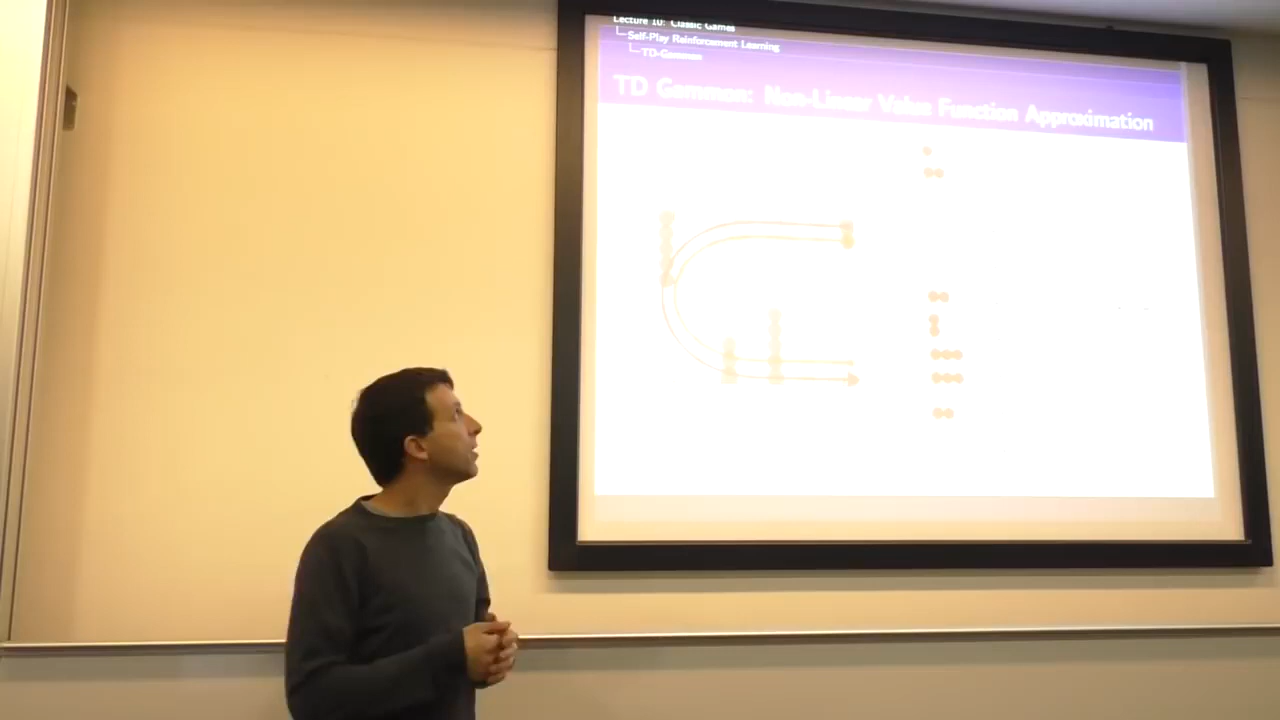 Lecture 10: Classic Games
Self-Play Reinforcement Learning
TD-Gammon
TD Gammon: Non-Linear Value Function Approximation